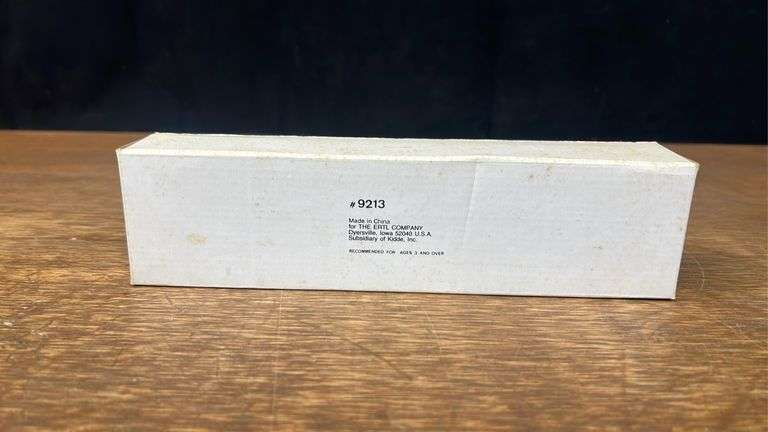 # 9213
Made in China
for THE ERTL COMPANY
Dyersville, Iowa 52040 U.S.A.
Subsidiary of Kidde, Inc.
RECOMMENDED FOR AGES 3 AND OVER